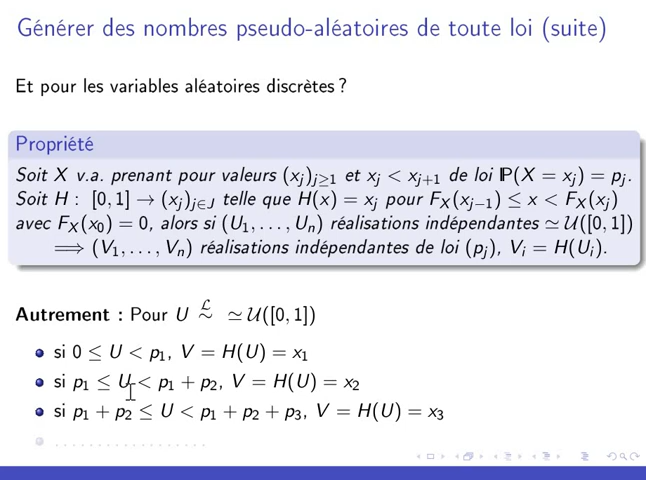 Générer des nombres pseudo-aléatoires de toute loi (suite)
Et pour les variables aléatoires discrètes ?
Propriété
Soit X v.a. prenant pour valeurs (x_j)_{j≥1} et x_j < x_{j+1} de loi ℙ(X = x_j) = p_j.
Soit H : [0,1] → (x_j)_{j∈J} telle que H(x) = x_j pour F_X(x_{j−1}) ≤ x < F_X(x_j)
avec F_X(x_0) = 0, alors si (U_1, . . . , U_n) réalisations indépendantes ≃ 𝒰([0,1])
⟹ (V_1, . . . , V_n) réalisations indépendantes de loi (p_j), V_i = H(U_i).
Autrement : Pour U ∼^ℒ ≃ 𝒰([0,1])
si 0 ≤ U < p_1, V = H(U) = x_1
si p_1 ≤ U < p_1 + p_2, V = H(U) = x_2
si p_1 + p_2 ≤ U < p_1 + p_2 + p_3, V = H(U) = x_3
. . . . . . . . . . . . . . . . . .